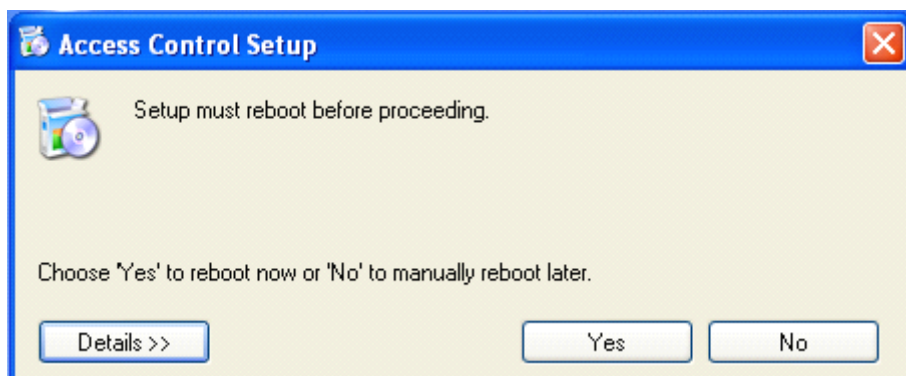 Access Control Setup
Setup must reboot before proceeding.
Choose 'Yes' to reboot now or 'No' to manually reboot later.
Details >>
Yes
No